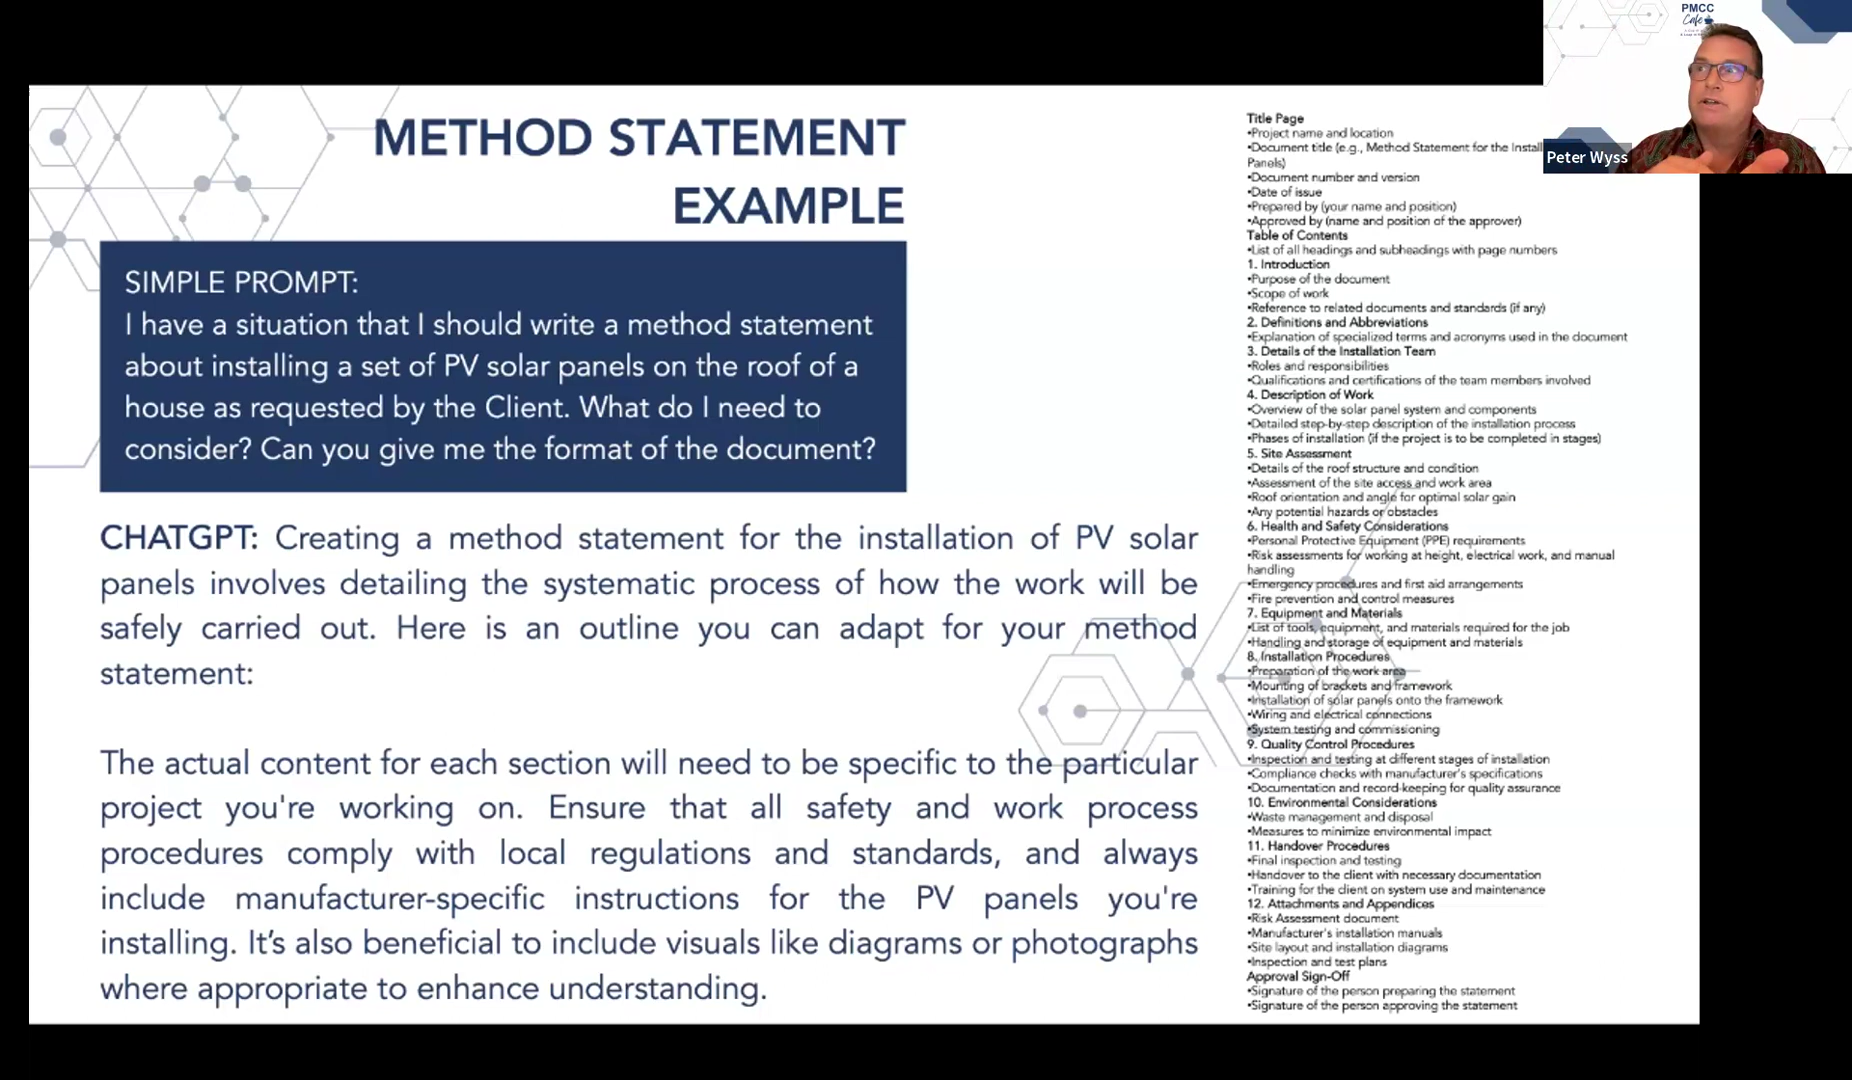 PMCC
Cafe
Peter Wyss
METHOD STATEMENT
EXAMPLE
SIMPLE PROMPT:
I have a situation that I should write a method statement
about installing a set of PV solar panels on the roof of a
house as requested by the Client. What do I need to
consider? Can you give me the format of the document?
CHATGPT: Creating a method statement for the installation of PV solar
panels involves detailing the systematic process of how the work will be
safely carried out. Here is an outline you can adapt for your method
statement:
The actual content for each section will need to be specific to the particular
project you're working on. Ensure that all safety and work process
procedures comply with local regulations and standards, and always
include manufacturer-specific instructions for the PV panels you're
installing. It’s also beneficial to include visuals like diagrams or photographs
where appropriate to enhance understanding.
Title Page
•Project name and location
•Document title (e.g., Method Statement for the
Panels)
•Document number and version
•Date of issue
•Prepared by (your name and position)
•Approved by (name and position of the approver)
Table of Contents
•List of all headings and subheadings with page numbers
1. Introduction
•Purpose of the document
•Scope of work
•Reference to related documents and standards (if any)
2. Definitions and Abbreviations
•Explanation of specialized terms and acronyms used in the document
3. Details of the Installation Team
•Roles and responsibilities
•Qualifications and certifications of the team members involved
4. Description of Work
•Overview of the solar panel system and components
•Detailed step-by-step description of the installation process
•Phases of installation (if the project is to be completed in stages)
5. Site Assessment
•Details of the roof structure and condition
•Assessment of the site access and work area
•Roof orientation and angle for optimal solar gain
•Any potential hazards or obstacles
6. Health and Safety Considerations
•Personal Protective Equipment (PPE) requirements
•Risk assessments for working at height, electrical work, and manual
handling
•Emergency procedures and first aid arrangements
•Fire prevention and control measures
7. Equipment and Materials
•List of tools, equipment, and materials required for the job
•Handling and storage of equipment and materials
8. Installation Procedures
•Preparation of the work area
•Mounting of brackets and framework
•Installation of solar panels onto the framework
•Wiring and electrical connections
•System testing and commissioning
9. Quality Control Procedures
•Inspection and testing at different stages of installation
•Compliance checks with manufacturer's specifications
•Documentation and record-keeping for quality assurance
10. Environmental Considerations
•Waste management and disposal
•Measures to minimize environmental impact
11. Handover Procedures
•Final inspection and testing
•Handover to the client with necessary documentation
•Training for the client on system use and maintenance
12. Attachments and Appendices
•Risk Assessment document
•Manufacturer's installation manuals
•Site layout and installation diagrams
•Inspection and test plans
Approval Sign-Off
•Signature of the person preparing the statement
•Signature of the person approving the statement